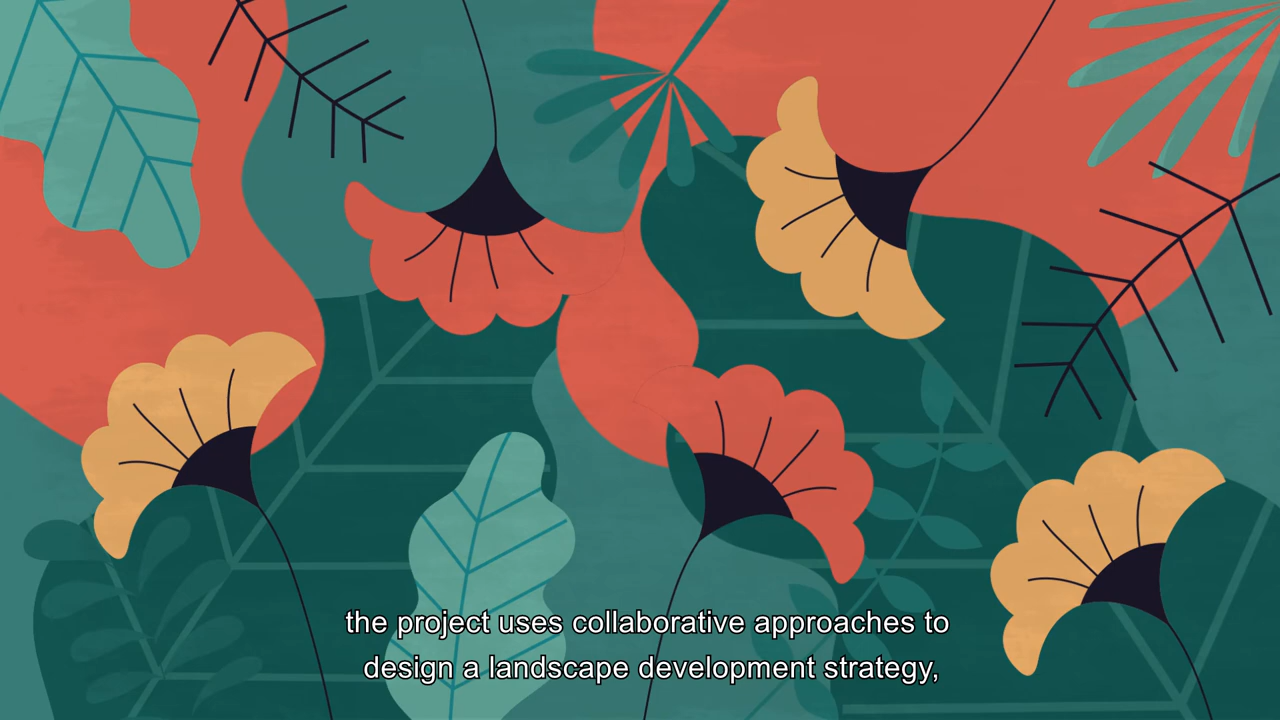 the project uses collaborative approaches to
design a landscape development strategy,